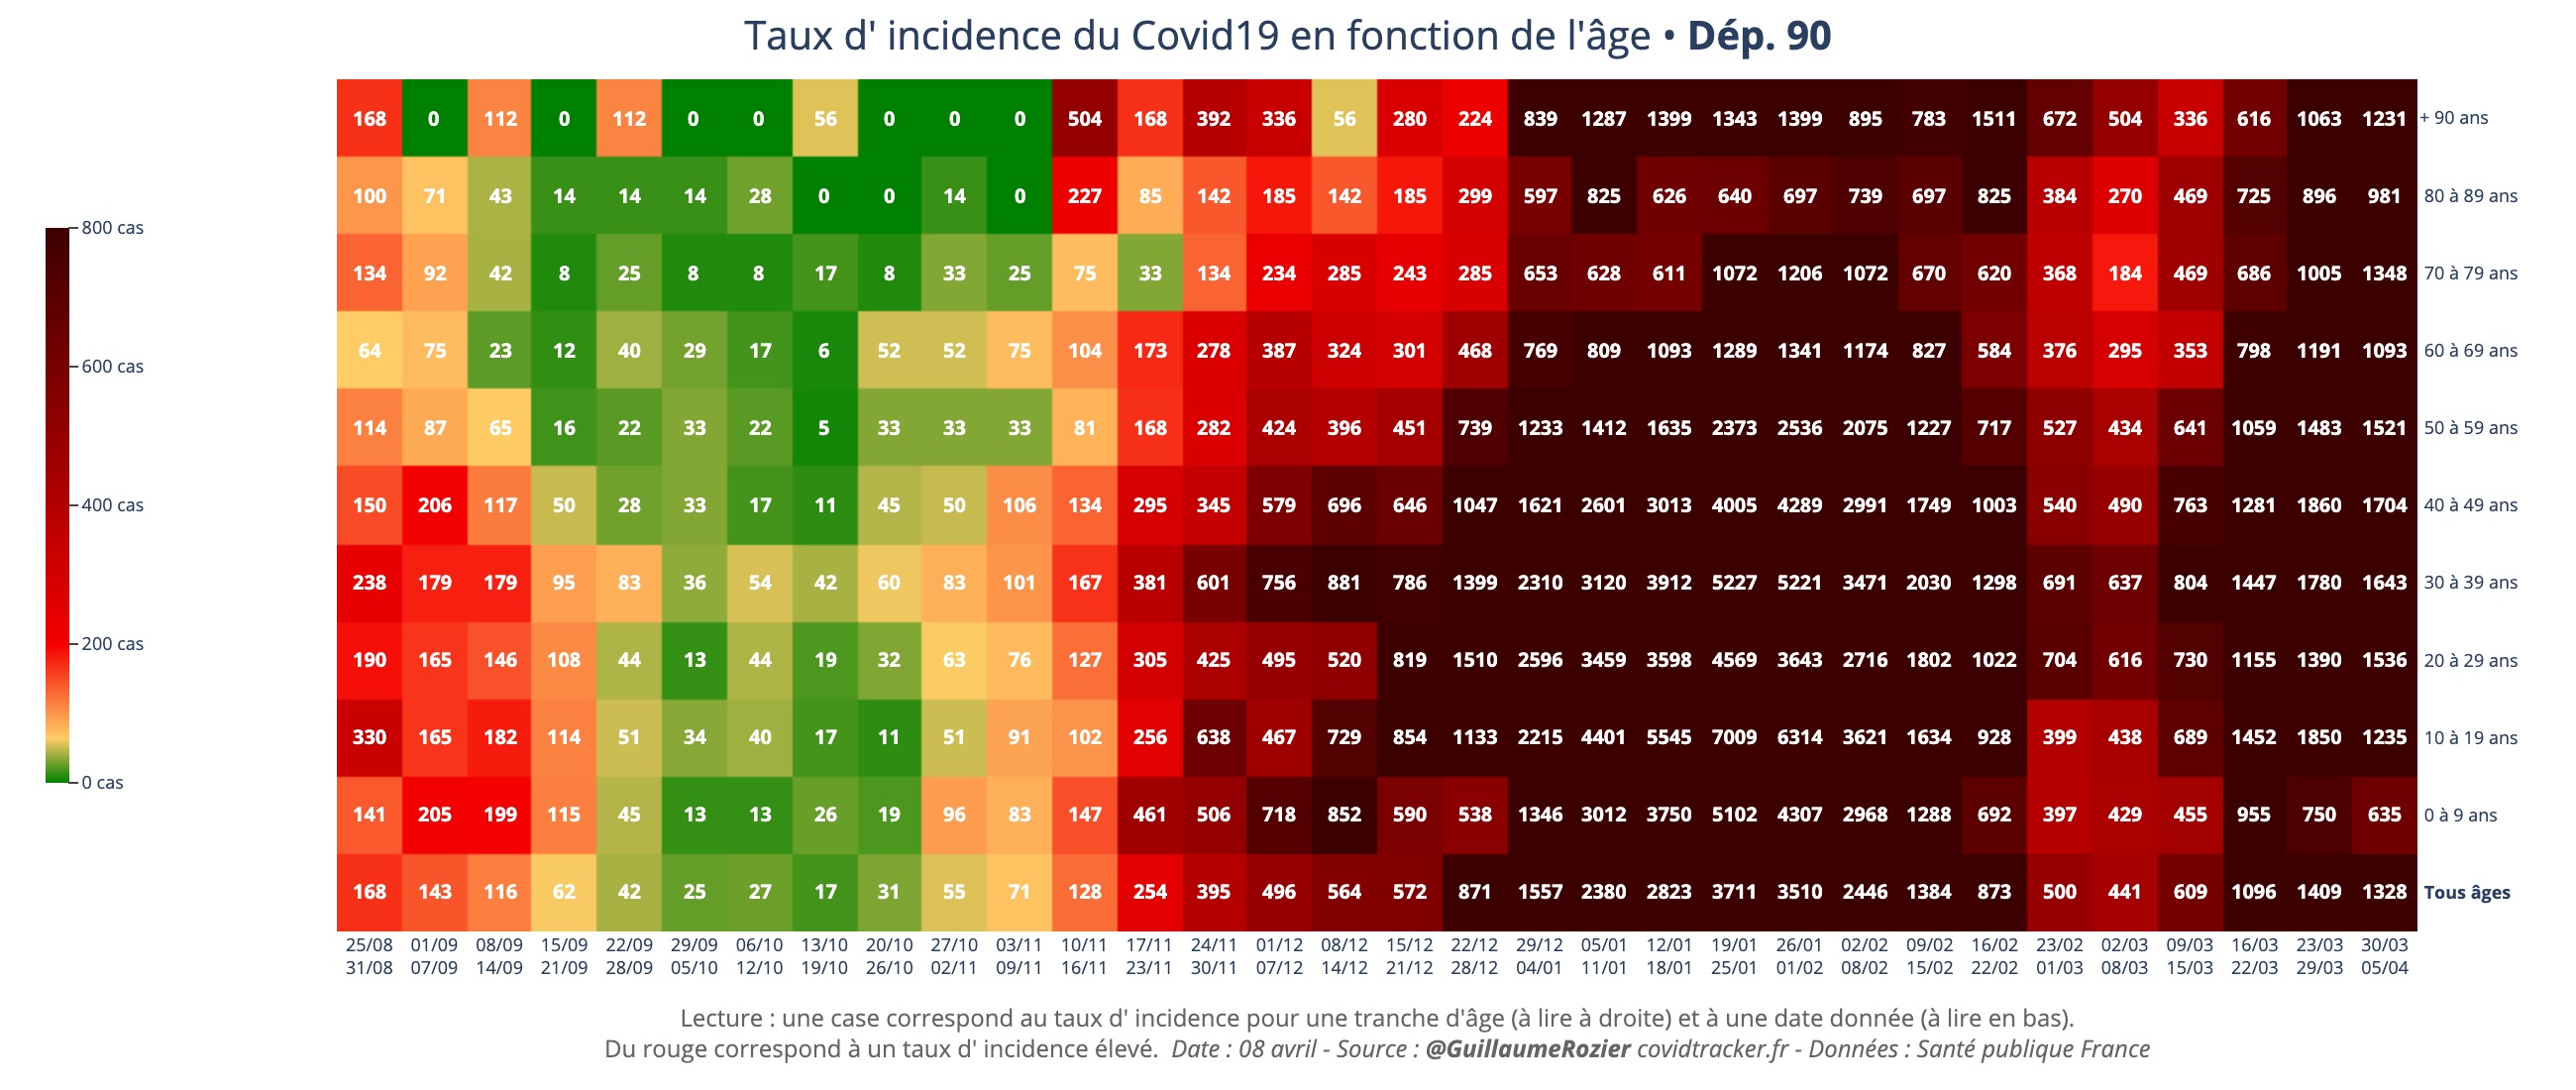 Taux d' incidence du Covid19 en fonction de l'âge • Dép. 90
168 0 112 0 112 0 0 56 0 0 0 504 168 392 336 56 280 224 839 1287 1399 1343 1399 895 783 1511 672 504 336 616 1063 1231 + 90 ans
100 71 43 14 14 14 28 0 0 14 0 227 85 142 185 142 185 299 597 825 626 640 697 739 697 825 384 270 469 725 896 981 80 à 89 ans
800 cas
134 92 42 8 25 8 8 17 8 33 25 75 33 134 234 285 243 285 653 628 611 1072 1206 1072 670 620 368 184 469 686 1005 1348 70 à 79 ans
64 75 23 12 40 29 17 6 52 52 75 104 173 278 387 324 301 468 769 809 1093 1289 1341 1174 827 584 376 295 353 798 1191 1093 60 à 69 ans
600 cas
114 87 65 16 22 33 22 5 33 33 33 81 168 282 424 396 451 739 1233 1412 1635 2373 2536 2075 1227 717 527 434 641 1059 1483 1521 50 à 59 ans
400 cas
150 206 117 50 28 33 17 11 45 50 106 134 295 345 579 696 646 1047 1621 2601 3013 4005 4289 2991 1749 1003 540 490 763 1281 1860 1704 40 à 49 ans
238 179 179 95 83 36 54 42 60 83 101 167 381 601 756 881 786 1399 2310 3120 3912 5227 5221 3471 2030 1298 691 637 804 1447 1780 1643 30 à 39 ans
200 cas
190 165 146 108 44 13 44 19 32 63 76 127 305 425 495 520 819 1510 2596 3459 3598 4569 3643 2716 1802 1022 704 616 730 1155 1390 1536 20 à 29 ans
330 165 182 114 51 34 40 17 11 51 91 102 256 638 467 729 854 1133 2215 4401 5545 7009 6314 3621 1634 928 399 438 689 1452 1850 1235 10 à 19 ans
0 cas
141 205 199 115 45 13 13 26 19 96 83 147 461 506 718 852 590 538 1346 3012 3750 5102 4307 2968 1288 692 397 429 455 955 750 635 0 à 9 ans
168 143 116 62 42 25 27 17 31 55 71 128 254 395 496 564 572 871 1557 2380 2823 3711 3510 2446 1384 873 500 441 609 1096 1409 1328 Tous âges
25/08 01/09 08/09 15/09 22/09 29/09 06/10 13/10 20/10 27/10 03/11 10/11 17/11 24/11 01/12 08/12 15/12 22/12 29/12 05/01 12/01 19/01 26/01 02/02 09/02 16/02 23/02 02/03 09/03 16/03 23/03 30/03
31/08 07/09 14/09 21/09 28/09 05/10 12/10 19/10 26/10 02/11 09/11 16/11 23/11 30/11 07/12 14/12 21/12 28/12 04/01 11/01 18/01 25/01 01/02 08/02 15/02 22/02 01/03 08/03 15/03 22/03 29/03 05/04
Lecture : une case correspond au taux d' incidence pour une tranche d'âge (à lire à droite) et à une date donnée (à lire en bas).
Du rouge correspond à un taux d' incidence élevé. Date : 08 avril - Source : @GuillaumeRozier covidtracker.fr - Données : Santé publique France